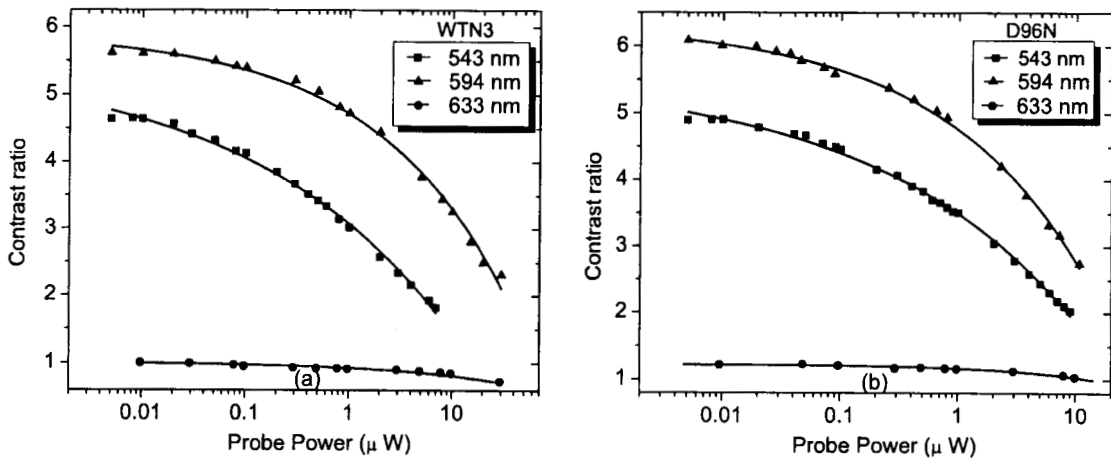 WTN3
543 nm
594 nm
633 nm
6
5
4
3
2
1
Contrast ratio
(a)
0.01
0.1
1
10
Probe Power (μ W)
D96N
543 nm
594 nm
633 nm
6
5
4
3
2
1
Contrast ratio
(b)
0.01
0.1
1
10
Probe Power (μ W)